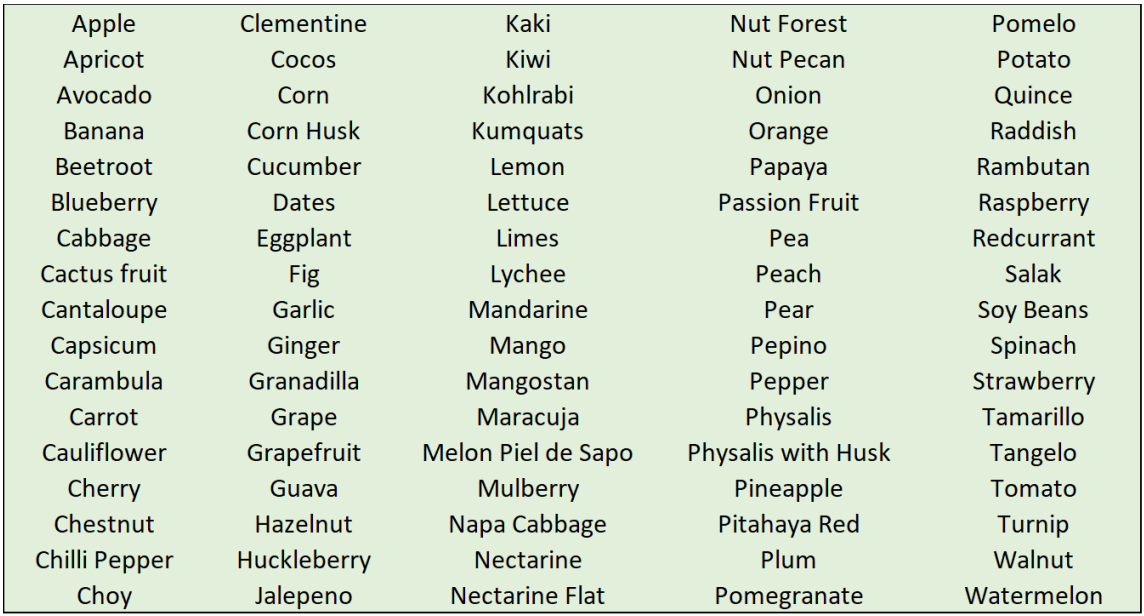 Apple Clementine Kaki Nut Forest Pomelo
Apricot Cocos Kiwi Nut Pecan Potato
Avocado Corn Kohlrabi Onion Quince
Banana Corn Husk Kumquats Orange Raddish
Beetroot Cucumber Lemon Papaya Rambutan
Blueberry Dates Lettuce Passion Fruit Raspberry
Cabbage Eggplant Limes Pea Redcurrant
Cactus fruit Fig Lychee Peach Salak
Cantaloupe Garlic Mandarine Pear Soy Beans
Capsicum Ginger Mango Pepino Spinach
Carambula Granadilla Mangostan Pepper Strawberry
Carrot Grape Maracuja Physalis Tamarillo
Cauliflower Grapefruit Melon Piel de Sapo Physalis with Husk Tangelo
Cherry Guava Mulberry Pineapple Tomato
Chestnut Hazelnut Napa Cabbage Pitahaya Red Turnip
Chilli Pepper Huckleberry Nectarine Plum Walnut
Choy Jalepeno Nectarine Flat Pomegranate Watermelon